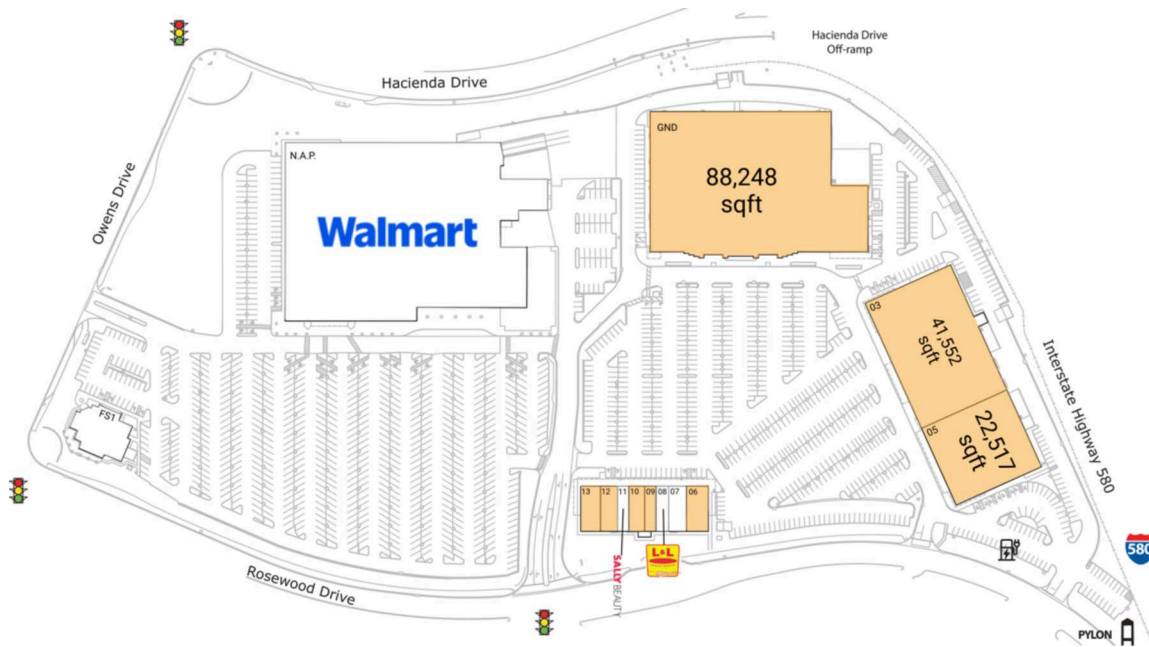 Hacienda Drive
Off-ramp
Hacienda Drive
GND
N.A.P.
88,248
sqft
Walmart
Owens Drive
03
41,552
sqft
Interstate Highway 580
FS1
05
22,517
sqft
13 12 11 10 09 08 07 06
580
L&L
SALLY BEAUTY
Rosewood Drive
PYLON